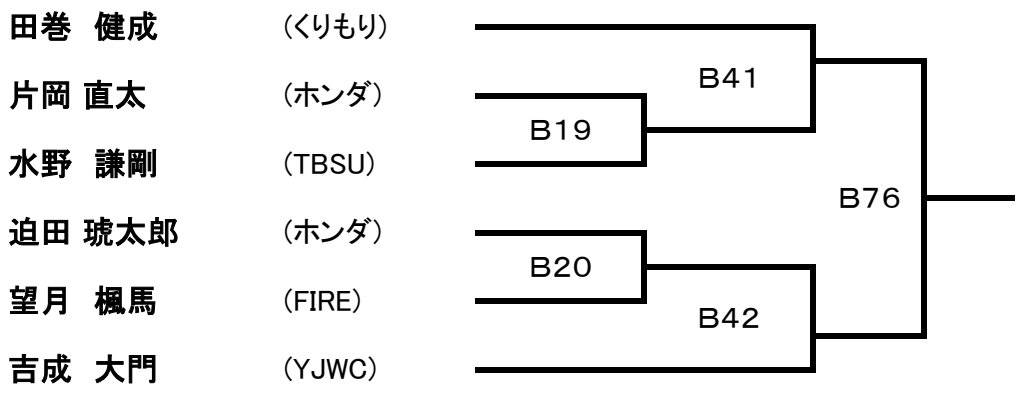 田巻　健成 (くりもり)
片岡 直太 (ホンダ)
B41
B19
水野　謙剛 (TBSU)
B76
迫田 琥太郎 (ホンダ)
B20
望月　楓馬 (FIRE)
B42
吉成　大門 (YJWC)